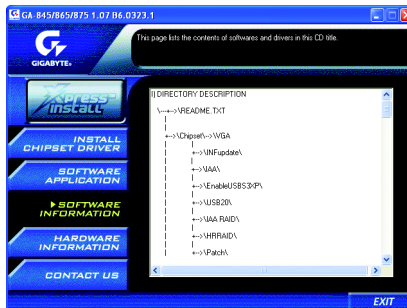 GA-845/865/875 1.07 B6.0323.1
GIGABYTE™
This page lists the contents of softwares and drivers in this CD title.
Xpress-
INSTALL
INSTALL
CHIPSET DRIVER
SOFTWARE
APPLICATION
SOFTWARE
INFORMATION
HARDWARE
INFORMATION
CONTACT US
I) DIRECTORY DESCRIPTION
\---+-->\README.TXT
|
+-->\Chipset\-->VGA
| +-->\INFupdate\
| +-->\IAA\
| +-->\EnableUSBS3XP\
| +-->\USB20\
| +-->\IAA RAID\
| +-->\HRRAID\
| +-->\Patch\
EXIT